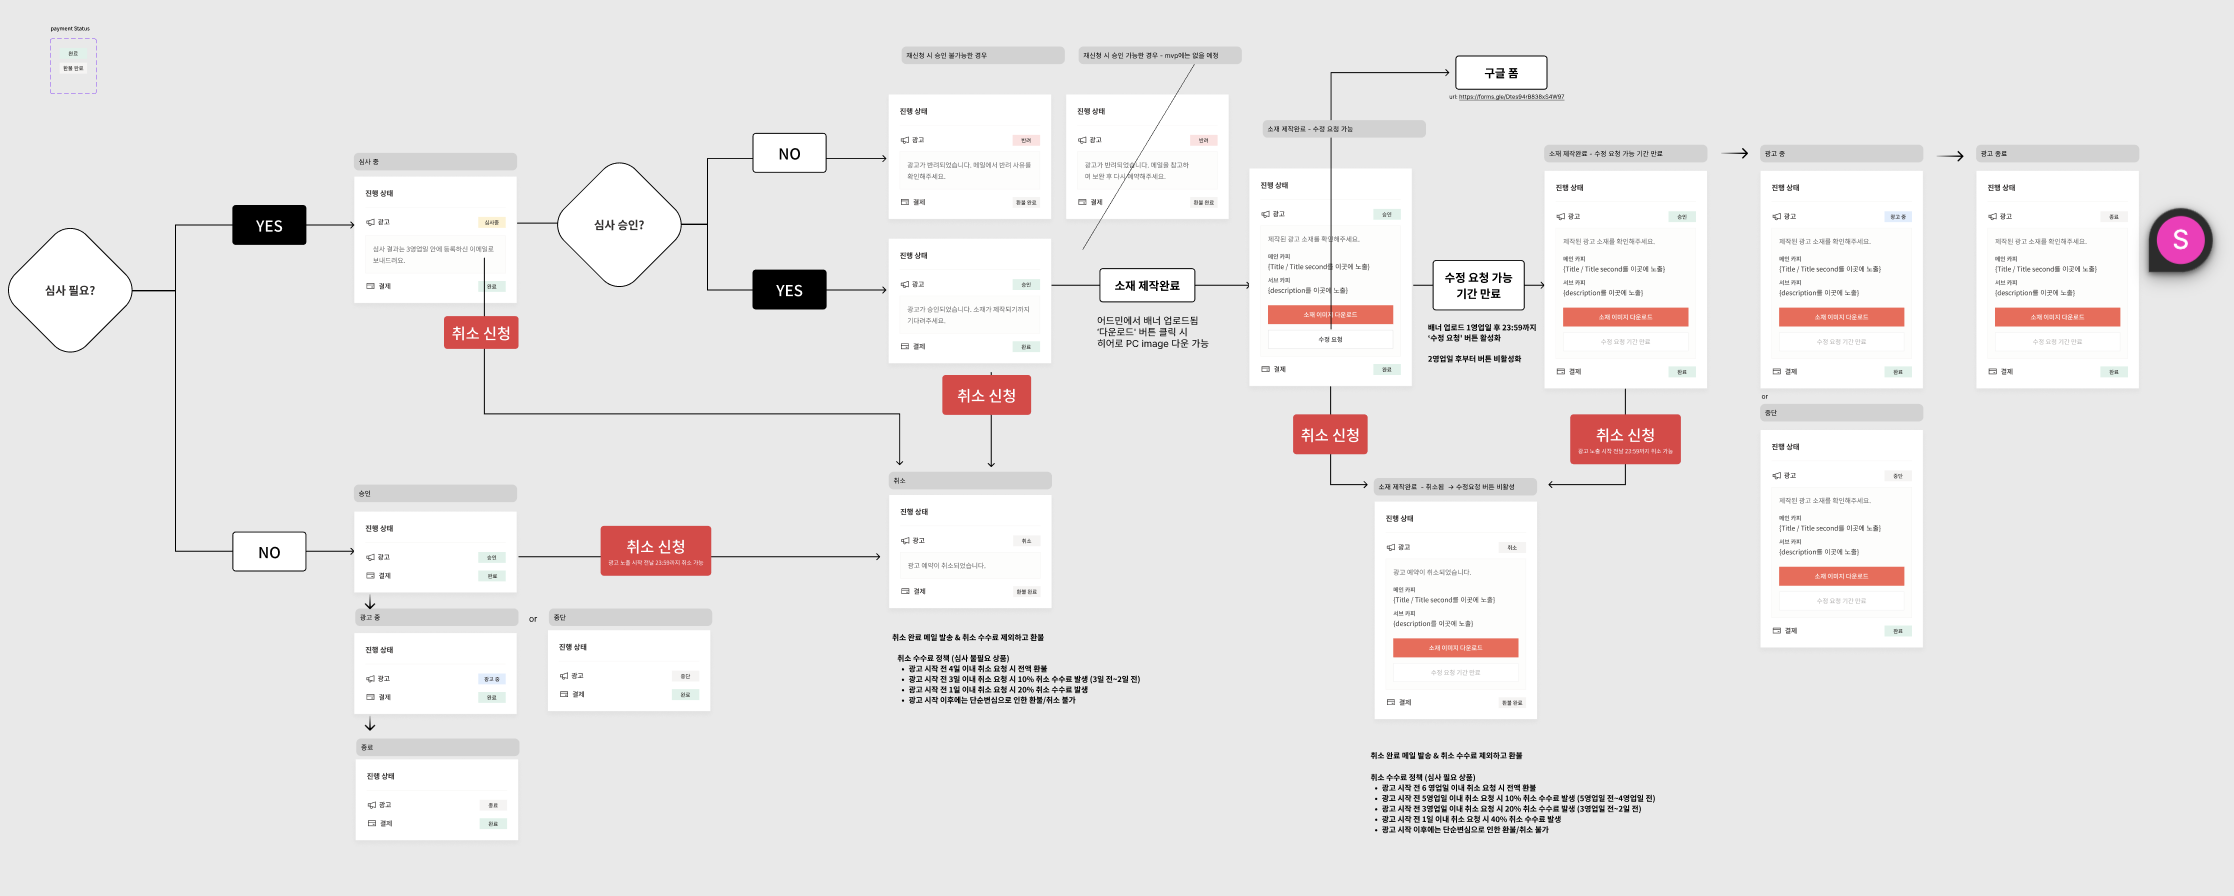 payment Status
완료
환불 완료
심사 필요?
YES
심사 중
진행 상태
광고
심사중
심사 결과는 3영업일 안에 등록하신 이메일로
보내드려요.
결제
완료
취소 신청
심사 승인?
NO
재신청 시 승인 불가능한 경우
진행 상태
광고
반려
광고가 반려되었습니다. 메일에서 반려 사유를
확인해주세요.
결제
환불 완료
재신청 시 승인 가능한 경우 - mvp에는 없을 예정
진행 상태
광고
반려
광고가 반려되었습니다. 메일을 참고하
여 보완 후 다시 예약해주세요.
결제
환불 완료
YES
진행 상태
광고
승인
광고가 승인되었습니다. 소재가 제작되기까지
기다려주세요.
결제
완료
취소 신청
소재 제작완료
어드민에서 배너 업로드됨
'다운로드' 버튼 클릭 시
히어로 PC image 다운 가능
구글 폼
url: https://forms.gle/Dtes94rB838xS4W97
소재 제작완료 - 수정 요청 가능
진행 상태
광고
승인
제작된 광고 소재를 확인해주세요.
메인 카피
{Title / Title second를 이곳에 노출}
서브 카피
{description를 이곳에 노출}
소재 이미지 다운로드
수정 요청
결제
완료
취소 신청
수정 요청 가능
기간 만료
배너 업로드 1영업일 후 23:59까지
'수정 요청' 버튼 활성화
2영업일 후부터 버튼 비활성화
소재 제작완료 - 수정 요청 가능 기간 만료
진행 상태
광고
승인
제작된 광고 소재를 확인해주세요.
메인 카피
{Title / Title second를 이곳에 노출}
서브 카피
{description를 이곳에 노출}
소재 이미지 다운로드
수정 요청 기간 만료
결제
완료
취소 신청
광고 노출 시작 전날 23:59까지 취소 가능
광고 중
진행 상태
광고
광고 중
제작된 광고 소재를 확인해주세요.
메인 카피
{Title / Title second를 이곳에 노출}
서브 카피
{description를 이곳에 노출}
소재 이미지 다운로드
수정 요청 기간 만료
결제
완료
광고 종료
진행 상태
광고
종료
제작된 광고 소재를 확인해주세요.
메인 카피
{Title / Title second를 이곳에 노출}
서브 카피
{description를 이곳에 노출}
소재 이미지 다운로드
수정 요청 기간 만료
결제
완료
S
or
중단
진행 상태
광고
중단
제작된 광고 소재를 확인해주세요.
메인 카피
{Title / Title second를 이곳에 노출}
서브 카피
{description를 이곳에 노출}
소재 이미지 다운로드
수정 요청 기간 만료
결제
완료
소재 제작완료 - 취소됨 → 수정요청 버튼 비활성
진행 상태
광고
취소
광고 예약이 취소되었습니다.
메인 카피
{Title / Title second를 이곳에 노출}
서브 카피
{description를 이곳에 노출}
소재 이미지 다운로드
수정 요청 기간 만료
결제
환불 완료
취소 완료 메일 발송 & 취소 수수료 제외하고 환불
취소 수수료 정책 (심사 필요 상품)
• 광고 시작 전 6 영업일 이내 취소 요청 시 전액 환불
• 광고 시작 전 5영업일 이내 취소 요청 시 10% 취소 수수료 발생 (5영업일 전~4영업일 전)
• 광고 시작 전 3영업일 이내 취소 요청 시 20% 취소 수수료 발생 (3영업일 전~2일 전)
• 광고 시작 전 1일 이내 취소 요청 시 40% 취소 수수료 발생
• 광고 시작 이후에는 단순변심으로 인한 환불/취소 불가
NO
승인
진행 상태
광고
승인
결제
완료
취소 신청
광고 노출 시작 전날 23:59까지 취소 가능
취소
진행 상태
광고
취소
광고 예약이 취소되었습니다.
결제
환불 완료
취소 완료 메일 발송 & 취소 수수료 제외하고 환불
취소 수수료 정책 (심사 불필요 상품)
• 광고 시작 전 4일 이내 취소 요청 시 전액 환불
• 광고 시작 전 3일 이내 취소 요청 시 10% 취소 수수료 발생 (3일 전~2일 전)
• 광고 시작 전 1일 이내 취소 요청 시 20% 취소 수수료 발생
• 광고 시작 이후에는 단순변심으로 인한 환불/취소 불가
광고 중
진행 상태
광고
광고 중
결제
완료
or
중단
진행 상태
광고
중단
결제
완료
종료
진행 상태
광고
종료
결제
완료